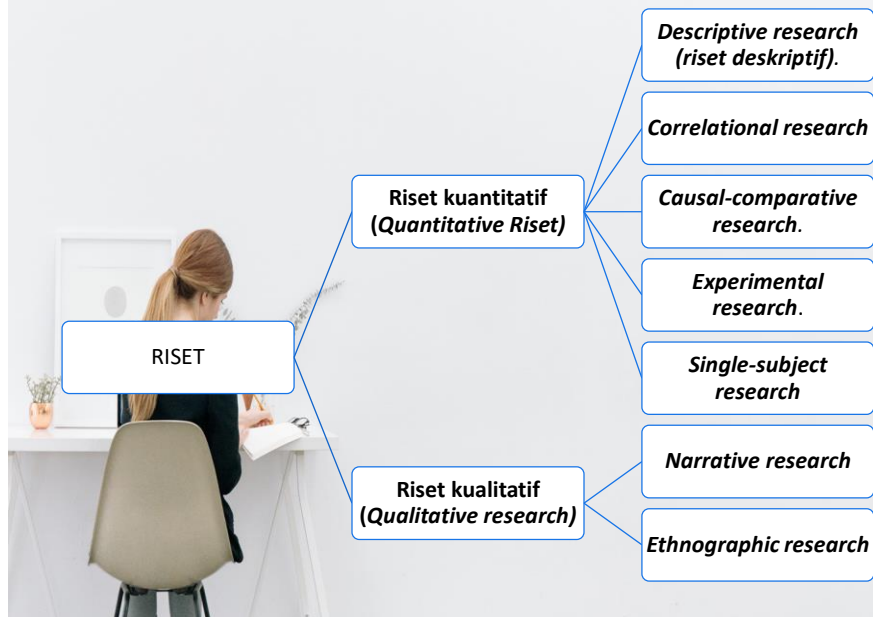 RISET
Riset kuantitatif
(Quantitative Riset)
Descriptive research
(riset deskriptif).
Correlational research
Causal-comparative
research.
Experimental
research.
Single-subject
research
Riset kualitatif
(Qualitative research)
Narrative research
Ethnographic research